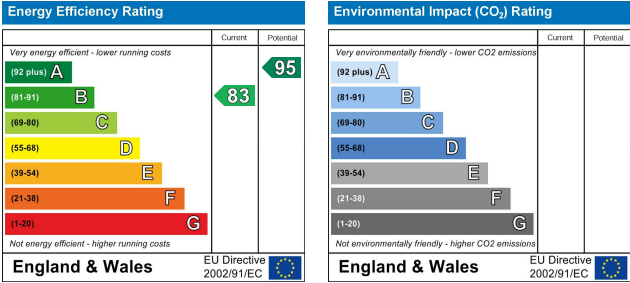 Energy Efficiency Rating
Current Potential
Very energy efficient - lower running costs
(92 plus) A
(81-91) B
(69-80) C
(55-68) D
(39-54) E
(21-38) F
(1-20) G
83
95
Not energy efficient - higher running costs
England & Wales
EU Directive
2002/91/EC
Environmental Impact (CO₂) Rating
Current Potential
Very environmentally friendly - lower CO2 emissions
(92 plus) A
(81-91) B
(69-80) C
(55-68) D
(39-54) E
(21-38) F
(1-20) G
Not environmentally friendly - higher CO2 emissions
England & Wales
EU Directive
2002/91/EC